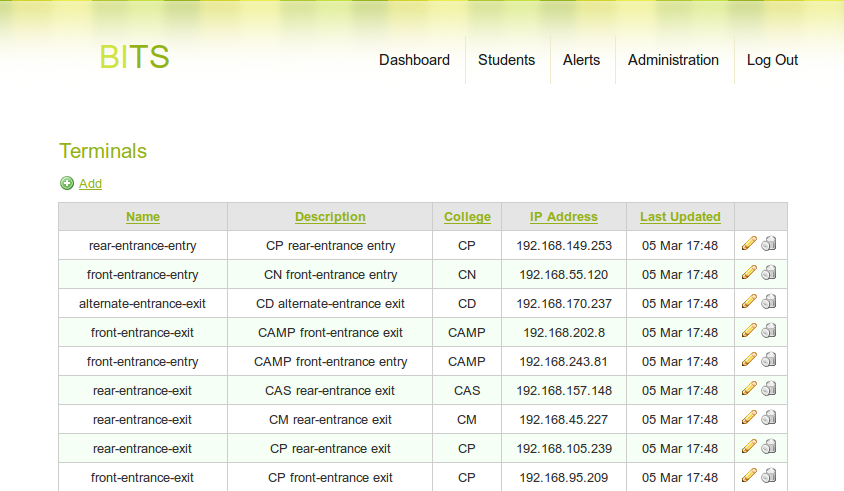 BITS
Dashboard Students Alerts Administration Log Out
Terminals
Add
Name Description College IP Address Last Updated
rear-entrance-entry CP rear-entrance entry CP 192.168.149.253 05 Mar 17:48
front-entrance-entry CN front-entrance entry CN 192.168.55.120 05 Mar 17:48
alternate-entrance-exit CD alternate-entrance exit CD 192.168.170.237 05 Mar 17:48
front-entrance-exit CAMP front-entrance exit CAMP 192.168.202.8 05 Mar 17:48
front-entrance-entry CAMP front-entrance entry CAMP 192.168.243.81 05 Mar 17:48
rear-entrance-exit CAS rear-entrance exit CAS 192.168.157.148 05 Mar 17:48
rear-entrance-exit CM rear-entrance exit CM 192.168.45.227 05 Mar 17:48
rear-entrance-exit CP rear-entrance exit CP 192.168.105.239 05 Mar 17:48
front-entrance-exit CP front-entrance exit CP 192.168.95.209 05 Mar 17:48